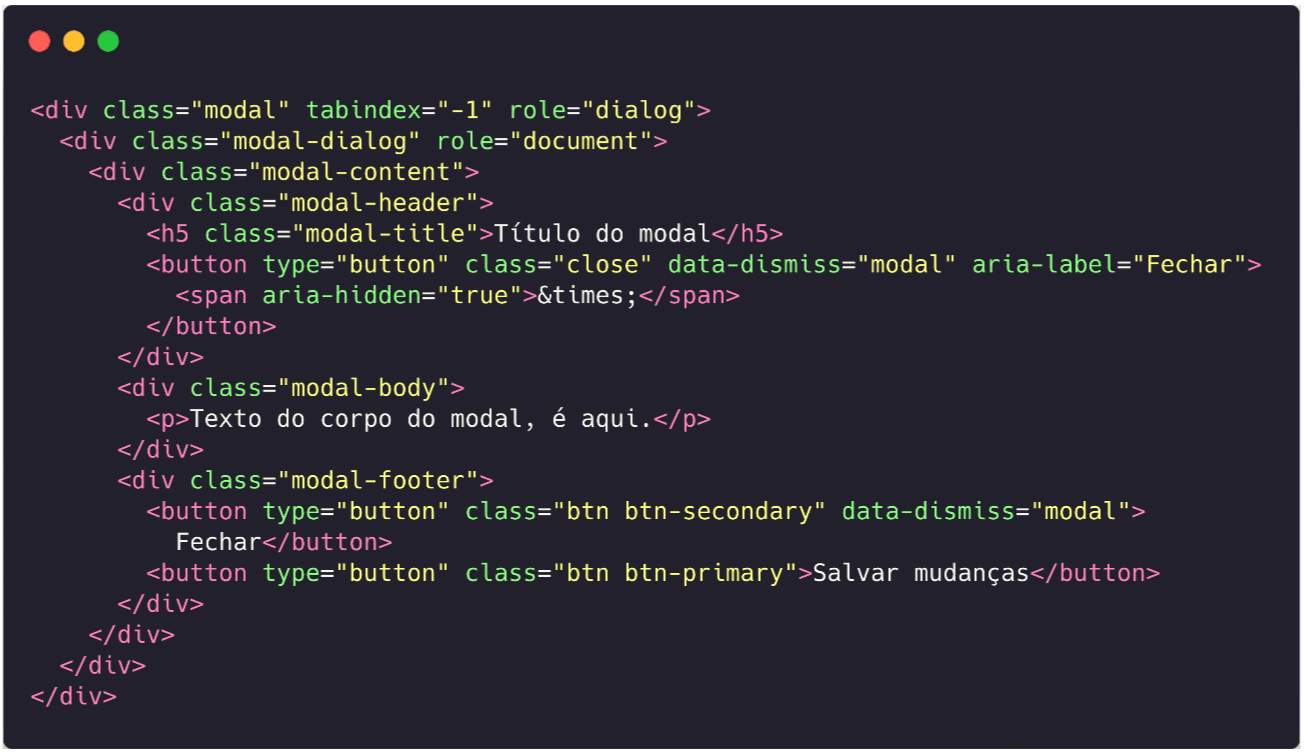 <div class="modal" tabindex="-1" role="dialog">
  <div class="modal-dialog" role="document">
    <div class="modal-content">
      <div class="modal-header">
        <h5 class="modal-title">Título do modal</h5>
        <button type="button" class="close" data-dismiss="modal" aria-label="Fechar">
          <span aria-hidden="true">&times;</span>
        </button>
      </div>
      <div class="modal-body">
        <p>Texto do corpo do modal, é aqui.</p>
      </div>
      <div class="modal-footer">
        <button type="button" class="btn btn-secondary" data-dismiss="modal">
          Fechar</button>
        <button type="button" class="btn btn-primary">Salvar mudanças</button>
      </div>
    </div>
  </div>
</div>